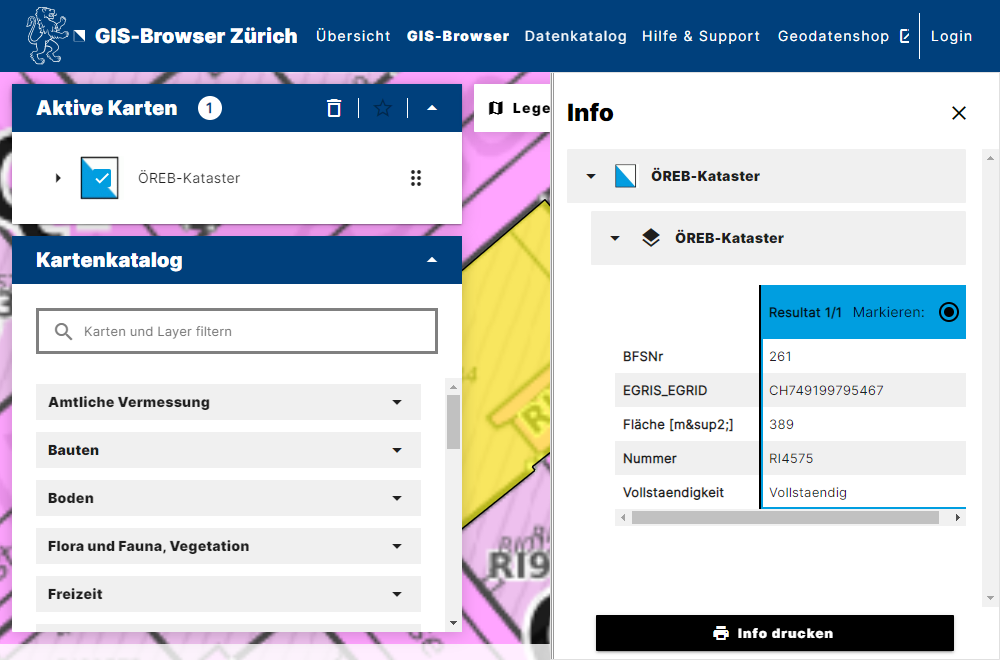 GIS-Browser Zürich Übersicht GIS-Browser Datenkatalog Hilfe & Support Geodatenshop Login
Aktive Karten 1
ÖREB-Kataster
Kartenkatalog
Karten und Layer filtern
Amtliche Vermessung
Bauten
Boden
Flora und Fauna, Vegetation
Freizeit
Lege
RI9
Info
ÖREB-Kataster
ÖREB-Kataster
Resultat 1/1 Markieren:
BFSNr 261
EGRIS_EGRID CH749199795467
Fläche [m&sup2;] 389
Nummer RI4575
Vollstaendigkeit Vollstaendig
Info drucken